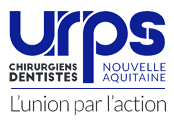 urps
CHIRURGIENS DENTISTES
NOUVELLE AQUITAINE
L'union par l'action